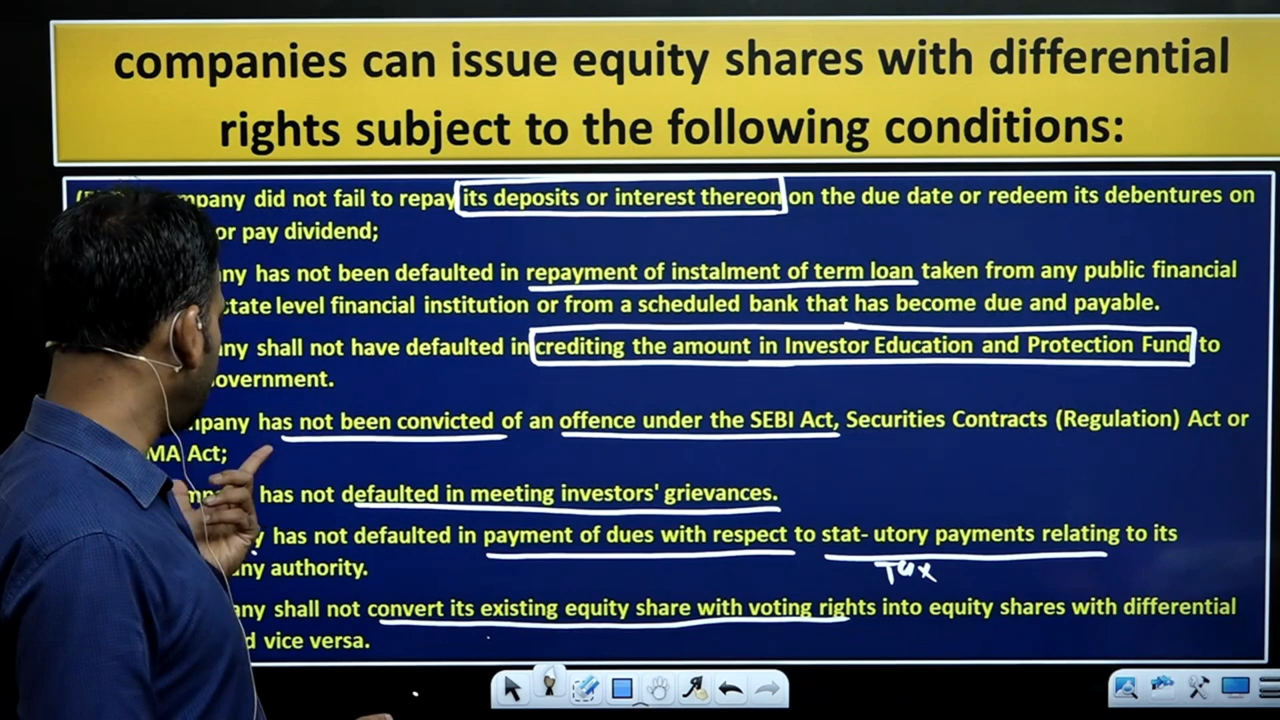 companies can issue equity shares with differential
rights subject to the following conditions:
mpany did not fail to repay its deposits or interest thereon on the due date or redeem its debentures on
or pay dividend;
ny has not been defaulted in repayment of instalment of term loan taken from any public financial
state level financial institution or from a scheduled bank that has become due and payable.
ny shall not have defaulted in crediting the amount in Investor Education and Protection Fund to
overnment.
mpany has not been convicted of an offence under the SEBI Act, Securities Contracts (Regulation) Act or
MA Act;
has not defaulted in meeting investors' grievances.
y has not defaulted in payment of dues with respect to stat- utory payments relating to its
ny authority.
Tax
any shall not convert its existing equity share with voting rights into equity shares with differential
d vice versa.